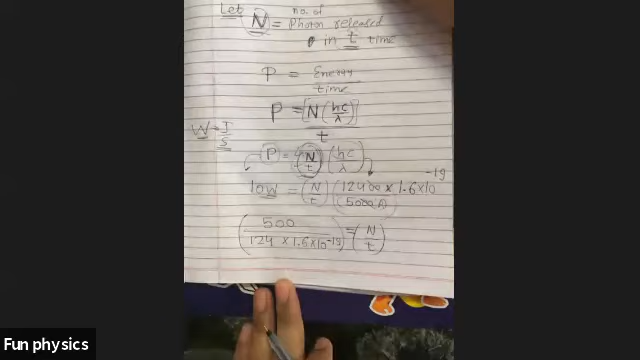 Let N = no. of Photon released
in t time
P = Energy / time
P = [N (hc/λ)] / t
W = J/S
P = (N/t) (hc/λ)
10W = (N/t) (12400 × 1.6×10^-19 / (5000 Å))
(500 / 124 × 1.6×10^-19) = (N/t)
Fun physics